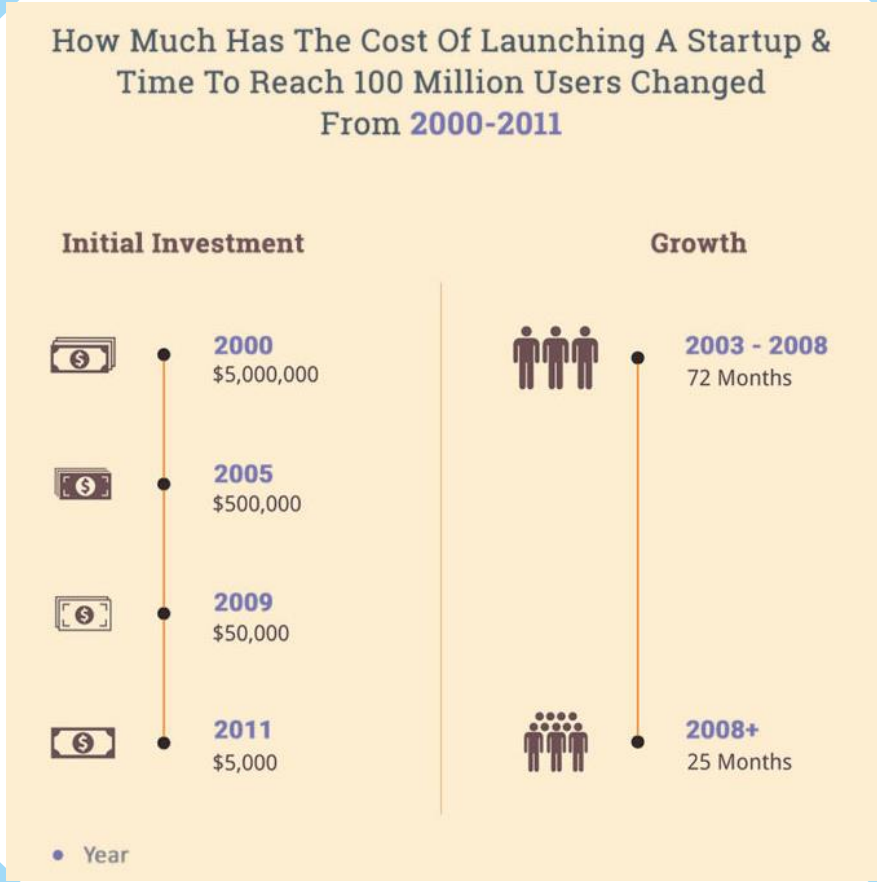 How Much Has The Cost Of Launching A Startup &
Time To Reach 100 Million Users Changed
From 2000-2011
Initial Investment
2000
$5,000,000
2005
$500,000
2009
$50,000
2011
$5,000
Growth
2003 - 2008
72 Months
2008+
25 Months
Year